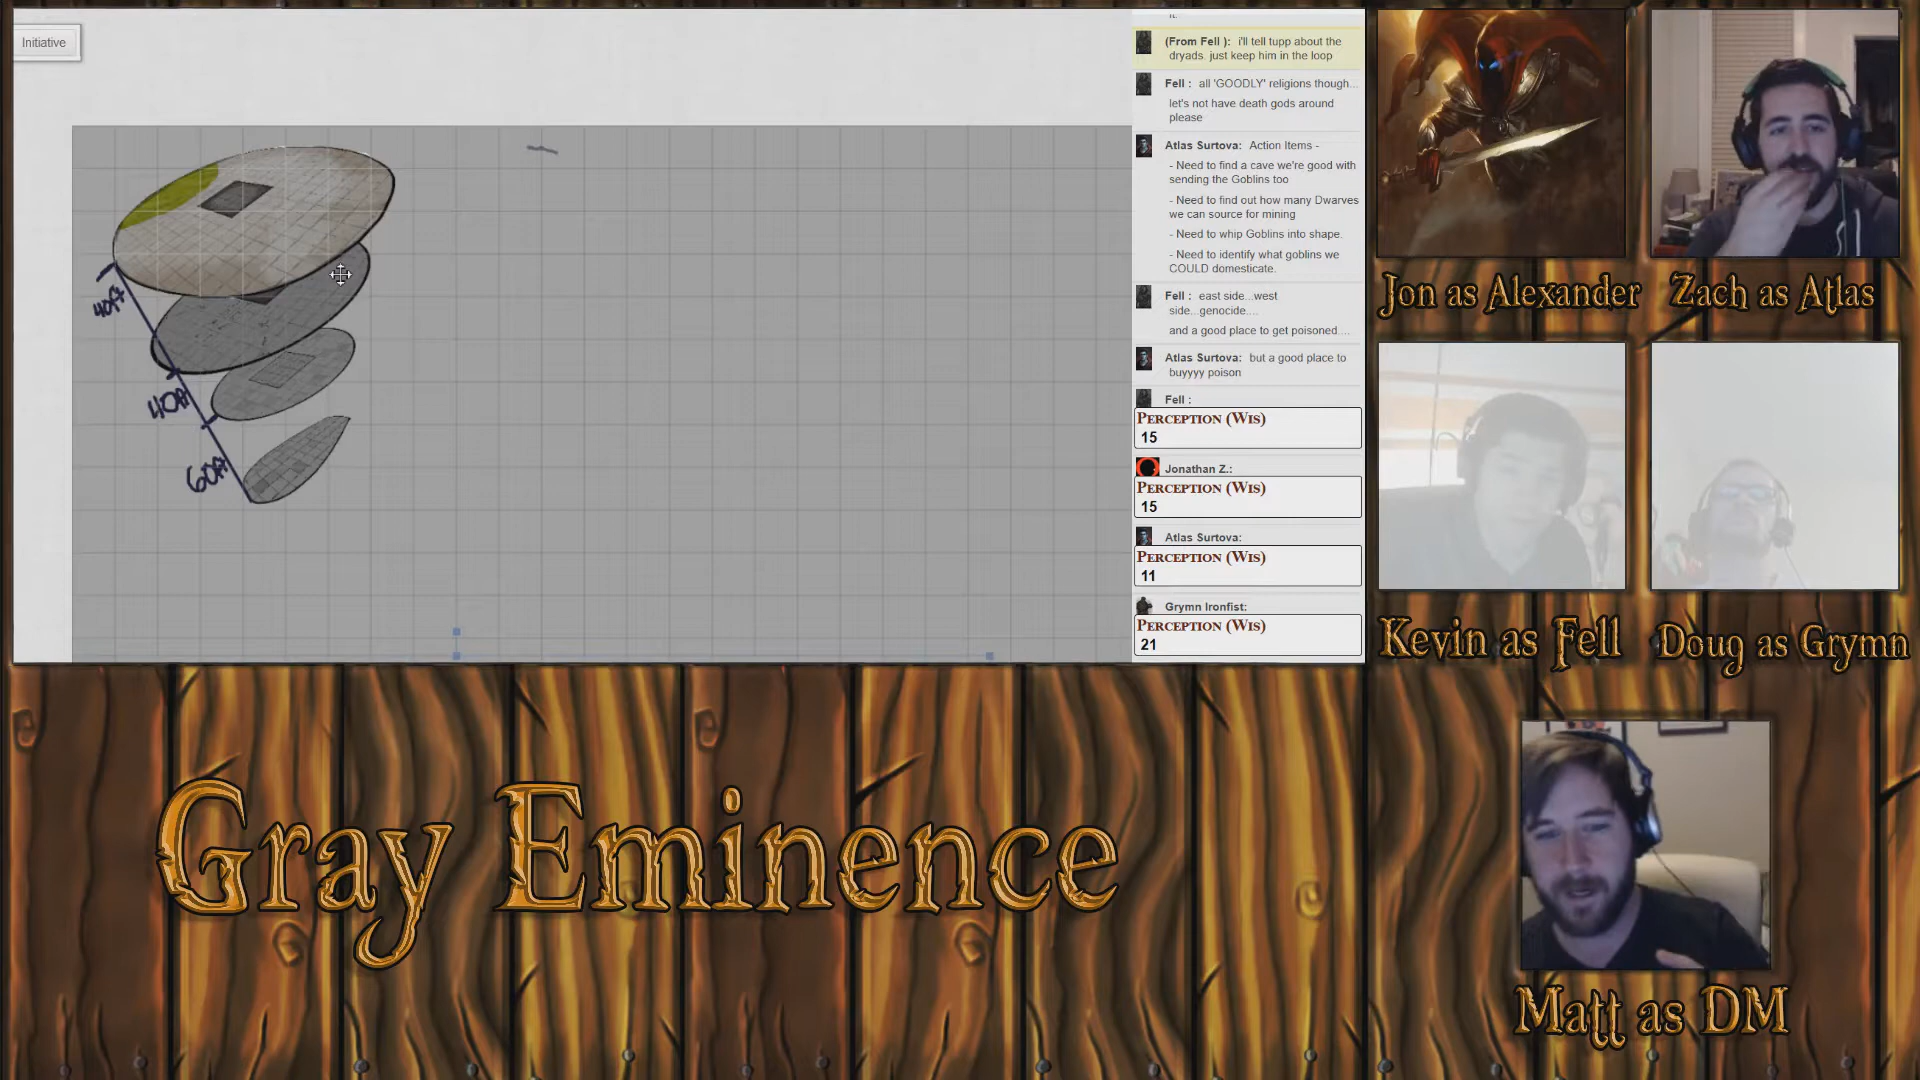 Initiative
40ft
40ft
60ft
it.
(From Fell ): i'll tell tupp about the
dryads. just keep him in the loop
Fell : all 'GOODLY' religions though...
let's not have death gods around
please
Atlas Surtova: Action Items -
- Need to find a cave we're good with
sending the Goblins too
- Need to find out how many Dwarves
we can source for mining
- Need to whip Goblins into shape.
- Need to identify what goblins we
COULD domesticate.
Fell : east side...west
side...genocide....
and a good place to get poisoned....
Atlas Surtova: but a good place to
buyyyy poison
Fell :
Perception (Wis)
15
Jonathan Z.:
Perception (Wis)
15
Atlas Surtova:
Perception (Wis)
11
Grymn Ironfist:
Perception (Wis)
21
Jon as Alexander
Zach as Atlas
Kevin as Fell
Doug as Grymn
Matt as DM
Gray Eminence